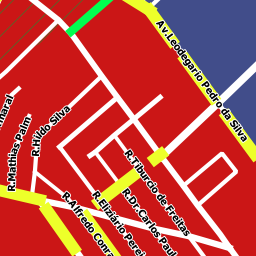 Av.Leodegario Pedro da Silva
R.Hildo Silva
maral
R.Mathias Palm
R.Tiburcio de Freitas
R.Dr.Carlos Paul
R.Eliziário Perei
R.Alfredo Conra